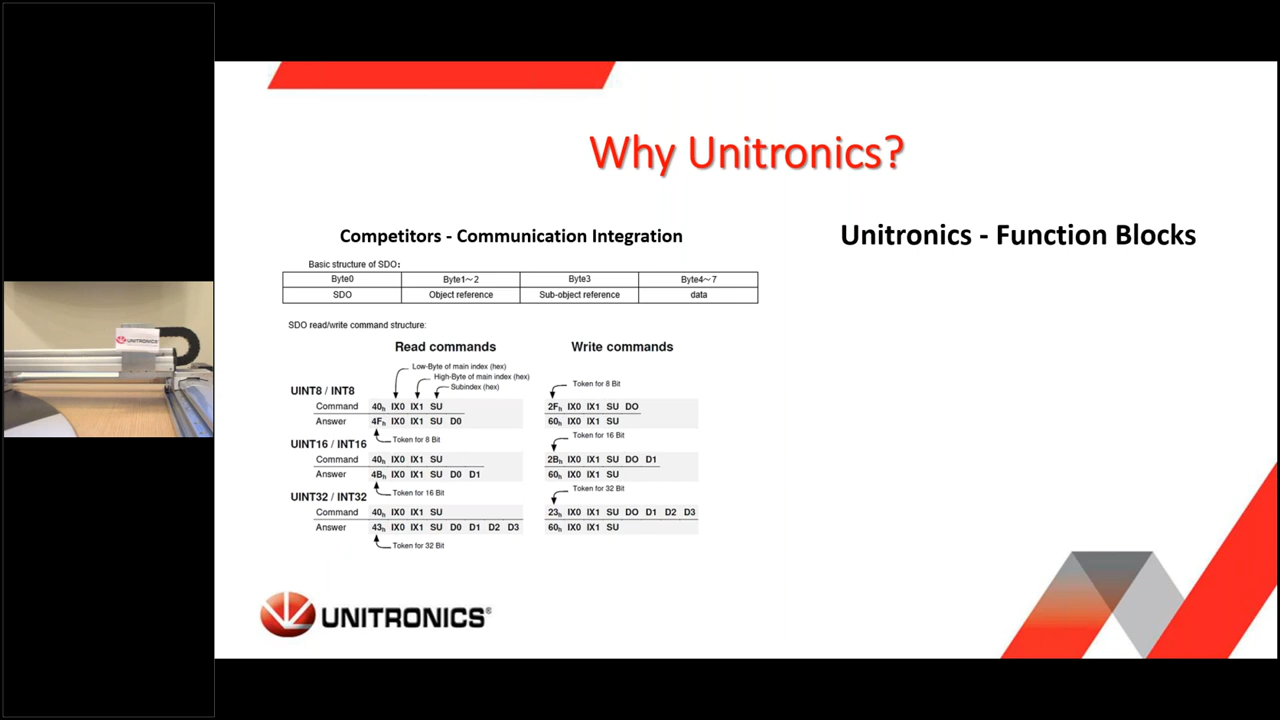 Why Unitronics?
Competitors - Communication Integration
Unitronics - Function Blocks
Basic structure of SDO:
Byte0 Byte1~2 Byte3 Byte4~7
SDO Object reference Sub-object reference data
SDO read/write command structure:
Read commands
Write commands
Low-Byte of main index (hex)
High-Byte of main index (hex)
Subindex (hex)
Token for 8 Bit
UINT8 / INT8
Command 40h IX0 IX1 SU
2Fh IX0 IX1 SU DO
Answer 4Fh IX0 IX1 SU D0
60h IX0 IX1 SU
Token for 8 Bit
Token for 16 Bit
UINT16 / INT16
Command 40h IX0 IX1 SU
2Bh IX0 IX1 SU DO D1
Answer 4Bh IX0 IX1 SU D0 D1
60h IX0 IX1 SU
Token for 16 Bit
Token for 32 Bit
UINT32 / INT32
Command 40h IX0 IX1 SU
23h IX0 IX1 SU DO D1 D2 D3
Answer 43h IX0 IX1 SU D0 D1 D2 D3
60h IX0 IX1 SU
Token for 32 Bit
UNITRONICS®
UNITRONICS